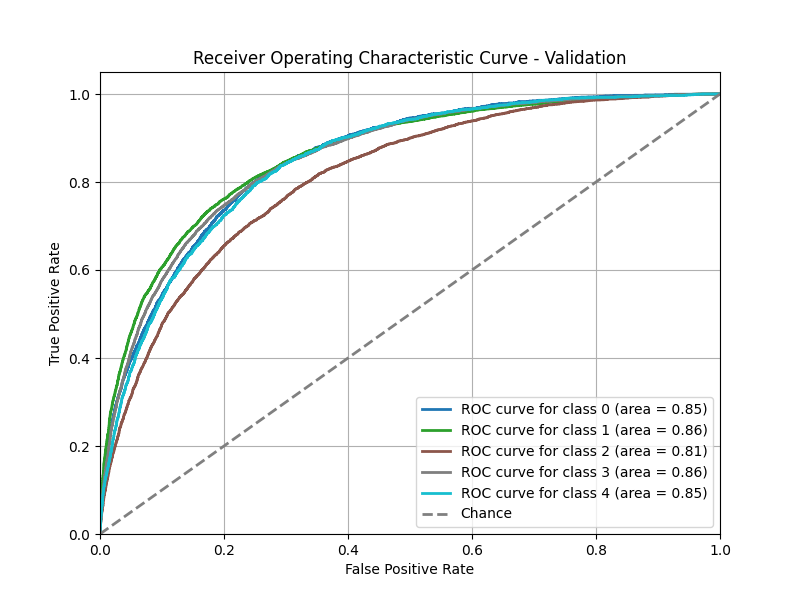 Receiver Operating Characteristic Curve - Validation
True Positive Rate
1.0
0.8
0.6
0.4
0.2
0.0
0.0 0.2 0.4 0.6 0.8 1.0
False Positive Rate
ROC curve for class 0 (area = 0.85)
ROC curve for class 1 (area = 0.86)
ROC curve for class 2 (area = 0.81)
ROC curve for class 3 (area = 0.86)
ROC curve for class 4 (area = 0.85)
Chance